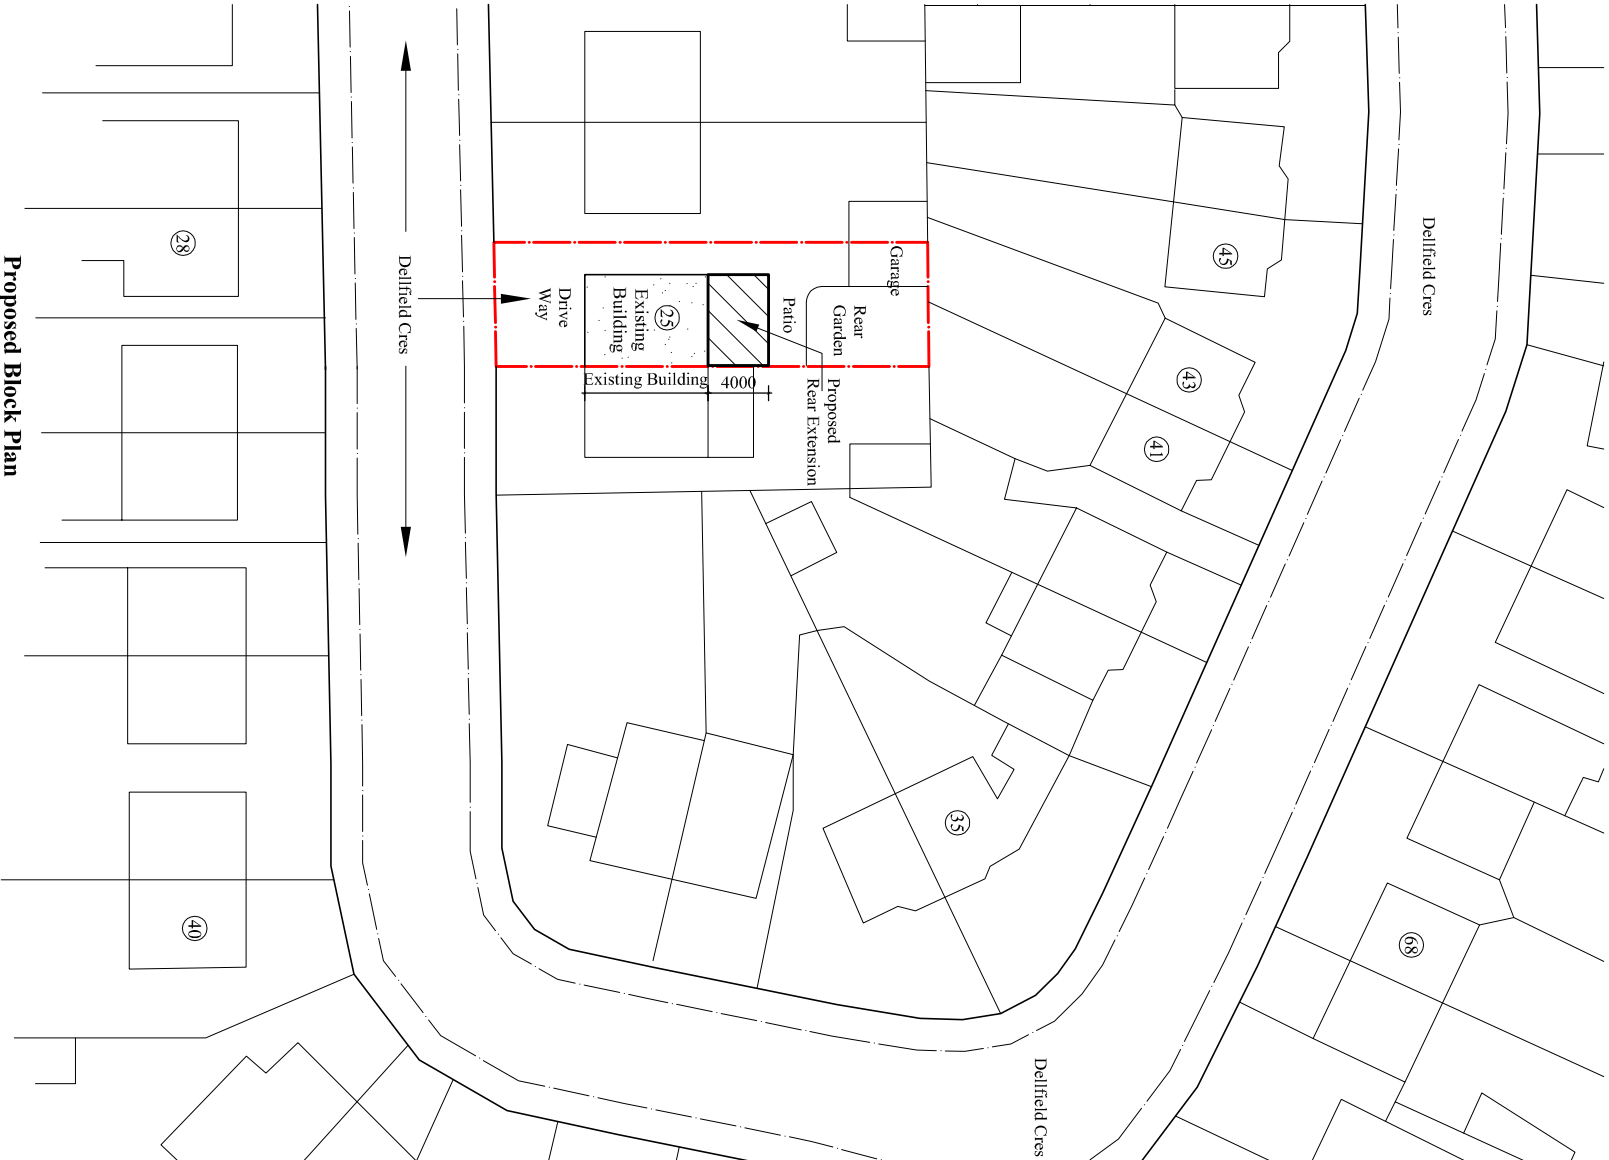 Proposed Block Plan
Dellfield Cres
Dellfield Cres
Dellfield Cres
28
40
45
43
41
35
68
25
Drive
Way
Existing
Building
Patio
Rear
Garden
Garage
Existing Building
4000
Proposed
Rear Extension